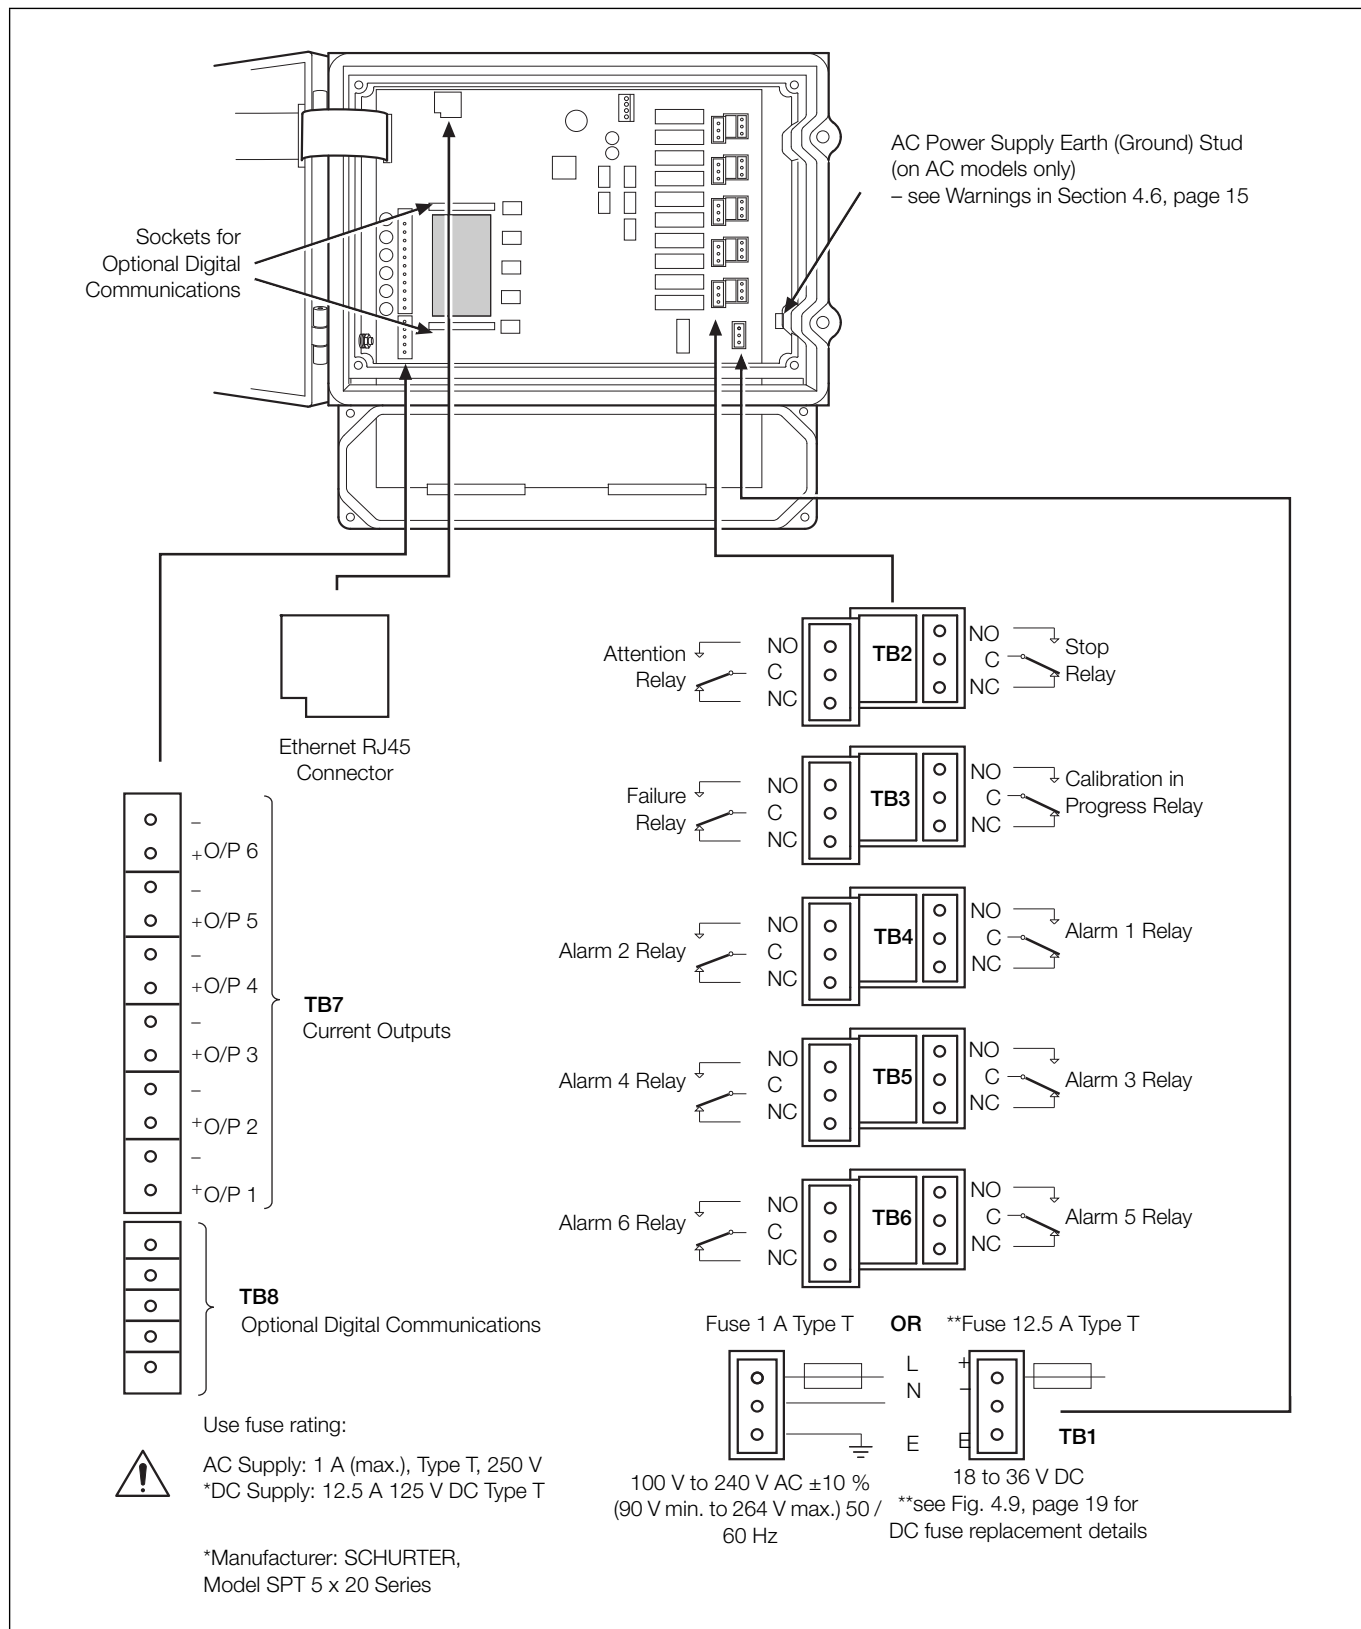 AC Power Supply Earth (Ground) Stud
(on AC models only)
– see Warnings in Section 4.6, page 15
Sockets for
Optional Digital
Communications
Ethernet RJ45
Connector
–
+O/P 6
–
+O/P 5
–
+O/P 4
–
+O/P 3
–
+O/P 2
–
+O/P 1
TB7
Current Outputs
TB8
Optional Digital Communications
Attention
Relay
NO
C
NC
TB2
NO
C
NC
Stop
Relay
Failure
Relay
NO
C
NC
TB3
NO
C
NC
Calibration in
Progress Relay
Alarm 2 Relay
NO
C
NC
TB4
NO
C
NC
Alarm 1 Relay
Alarm 4 Relay
NO
C
NC
TB5
NO
C
NC
Alarm 3 Relay
Alarm 6 Relay
NO
C
NC
TB6
NO
C
NC
Alarm 5 Relay
Fuse 1 A Type T OR **Fuse 12.5 A Type T
L
N
E
+
–
E
TB1
100 V to 240 V AC ±10 %
(90 V min. to 264 V max.) 50 /
60 Hz
18 to 36 V DC
**see Fig. 4.9, page 19 for
DC fuse replacement details
Use fuse rating:
AC Supply: 1 A (max.), Type T, 250 V
*DC Supply: 12.5 A 125 V DC Type T
*Manufacturer: SCHURTER,
Model SPT 5 x 20 Series